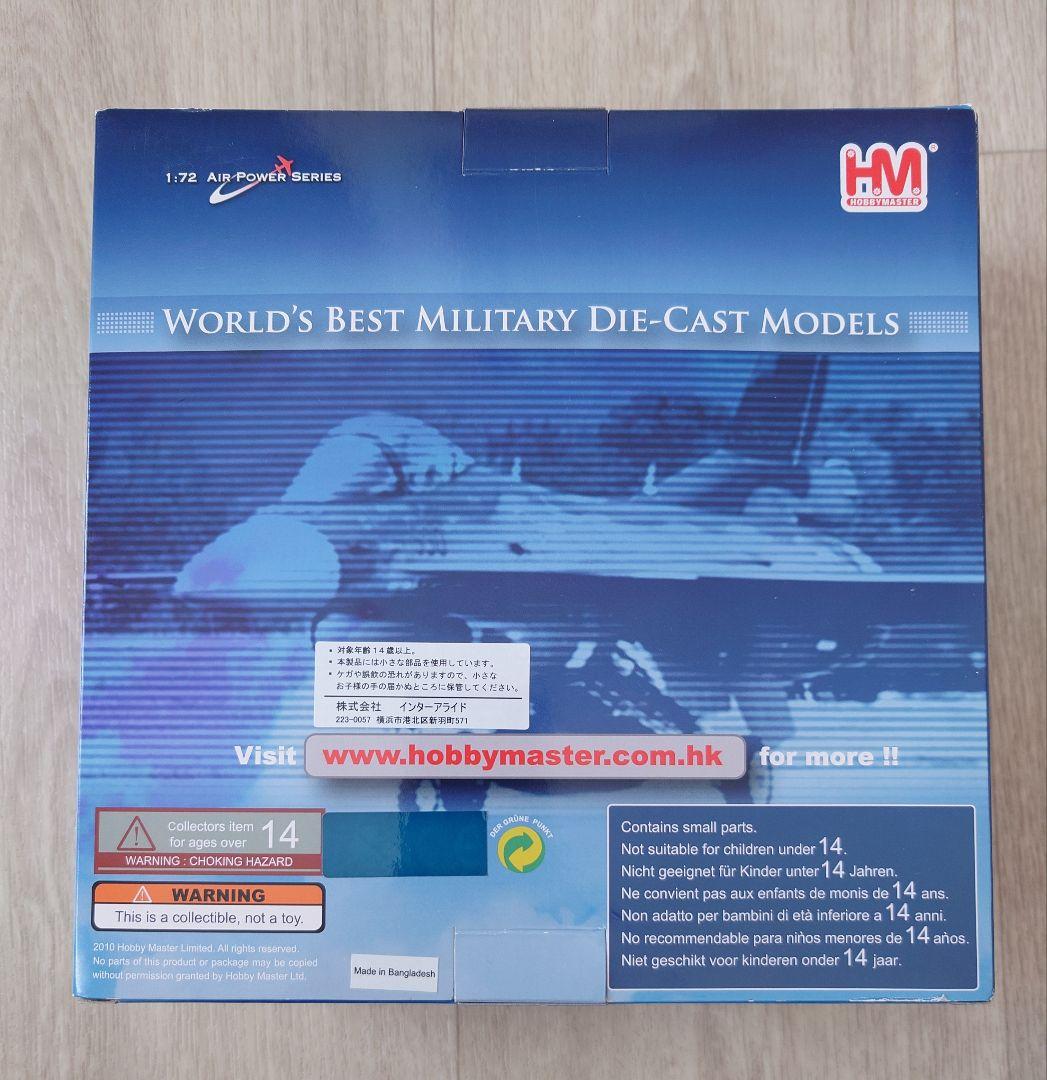 1:72 AIR POWER SERIES
HM
®
HOBBYMASTER
WORLD'S BEST MILITARY DIE-CAST MODELS
▪ 対象年齢14歳以上。
▪ 本製品には小さな部品を使用しています。
▪ ケガや誤飲の恐れがありますので、小さな
お子様の手の届かぬところに保管してください。
株式会社 インターアライド
223-0057 横浜市港北区新羽町571
Visit www.hobbymaster.com.hk for more !!
Collectors item
for ages over 14
WARNING : CHOKING HAZARD
DER GRÜNE PUNKT
WARNING
This is a collectible, not a toy.
2010 Hobby Master Limited. All rights reserved.
No parts of this product or package may be copied
without permission granted by Hobby Master Ltd.
Made in Bangladesh
Contains small parts.
Not suitable for children under 14.
Nicht geeignet für Kinder unter 14 Jahren.
Ne convient pas aux enfants de monis de 14 ans.
Non adatto per bambini di età inferiore a 14 anni.
No recommendable para niños menores de 14 años.
Niet geschikt voor kinderen onder 14 jaar.